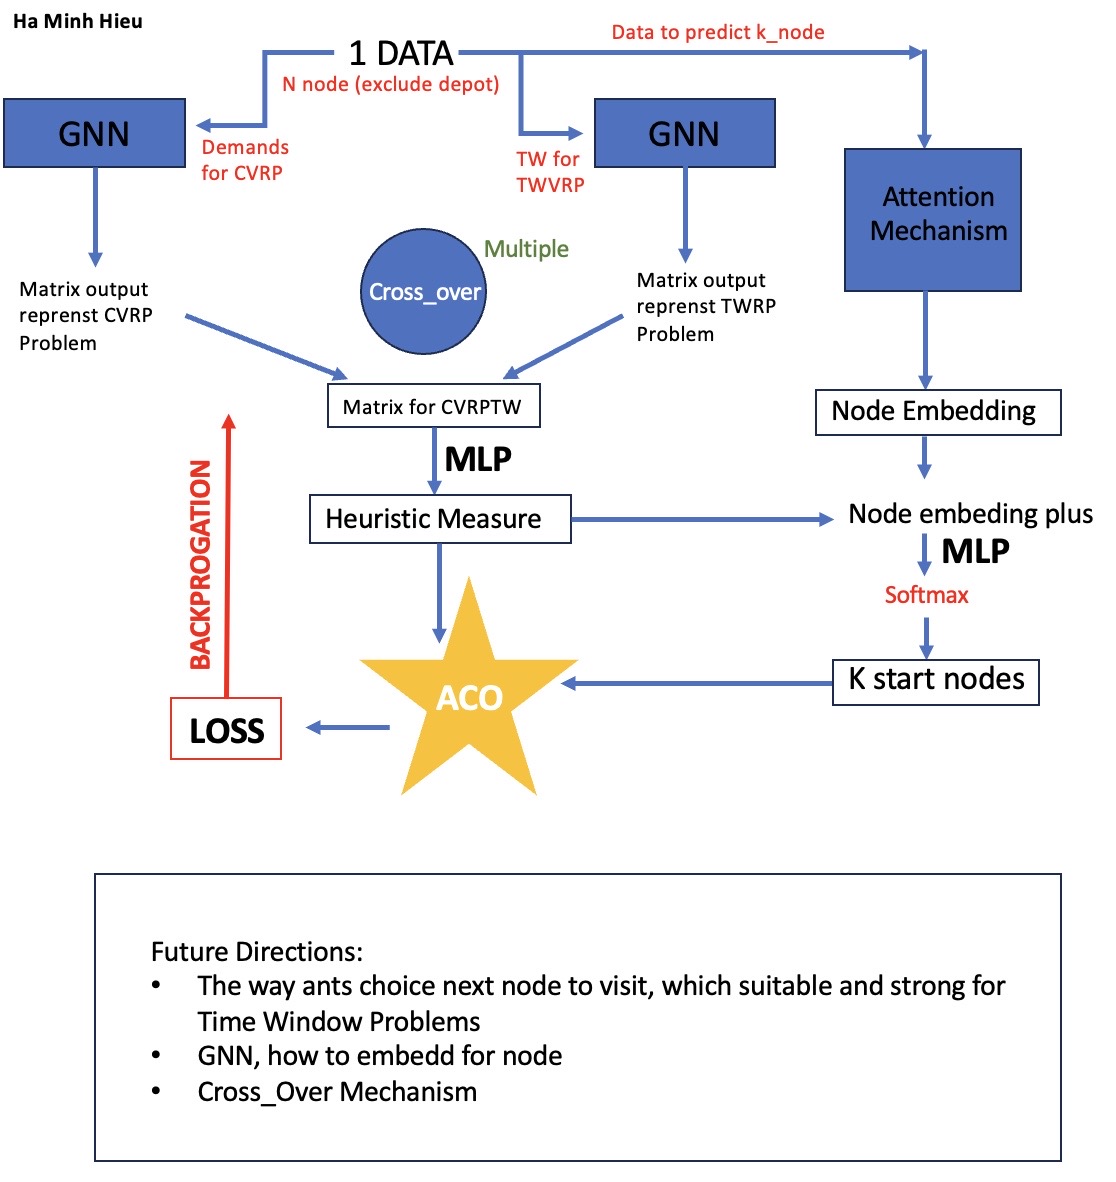 Ha Minh Hieu
1 DATA
Data to predict k_node
N node (exclude depot)
GNN
Demands
for CVRP
TW for
TWVRP
GNN
Attention
Mechanism
Multiple
Cross_over
Matrix output
reprenst CVRP
Problem
Matrix output
reprenst TWRP
Problem
Matrix for CVRPTW
Node Embedding
MLP
Heuristic Measure
Node embeding plus
MLP
Softmax
BACKPROGATION
K start nodes
ACO
LOSS
Future Directions:
• The way ants choice next node to visit, which suitable and strong for
Time Window Problems
• GNN, how to embedd for node
• Cross_Over Mechanism